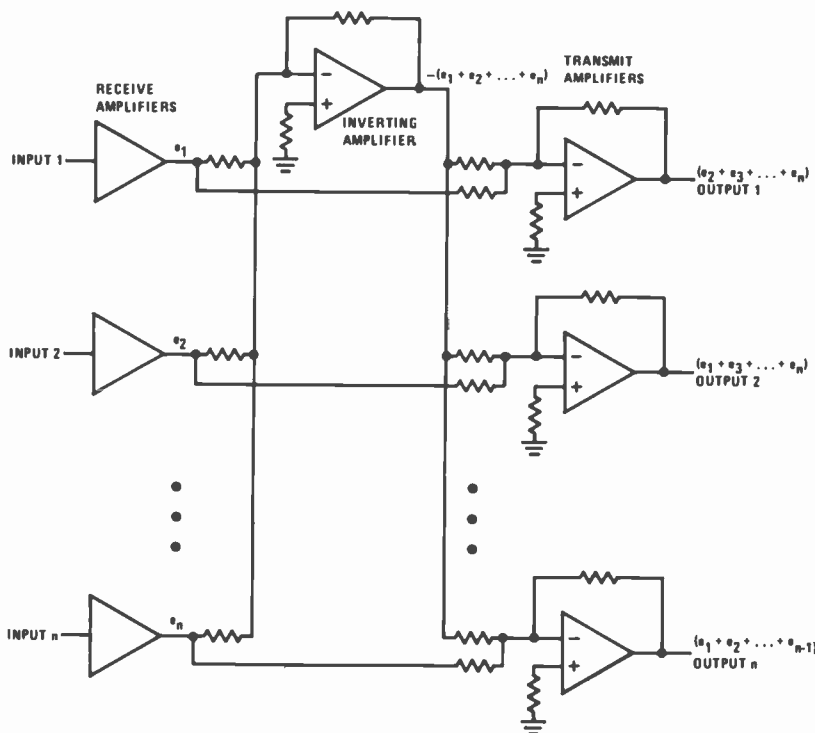 RECEIVE
AMPLIFIERS
−(e1 + e2 + ... + en)
TRANSMIT
AMPLIFIERS
−
+
INVERTING
AMPLIFIER
INPUT 1
e1
−
+
(e2 + e3 + ... + en)
OUTPUT 1
INPUT 2
e2
−
+
(e1 + e3 + ... + en)
OUTPUT 2
INPUT n
en
−
+
(e1 + e2 + ... + en-1)
OUTPUT n